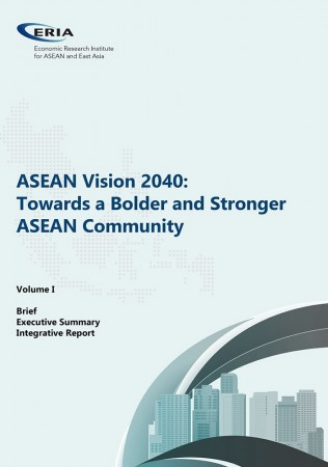 ERIA
Economic Research Institute
for ASEAN and East Asia
ASEAN Vision 2040:
Towards a Bolder and Stronger
ASEAN Community
Volume I
Brief
Executive Summary
Integrative Report